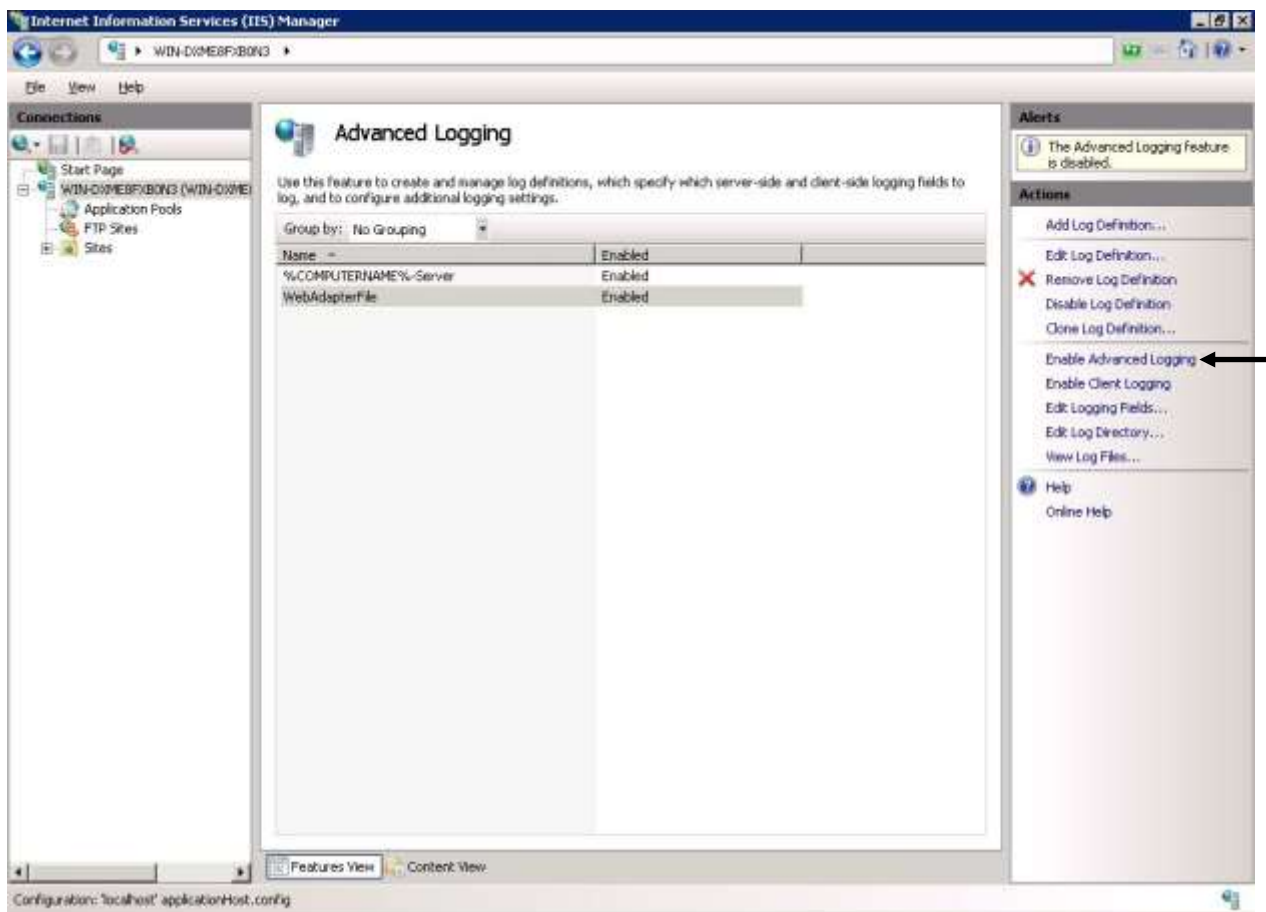 Internet Information Services (IIS) Manager
WIN-DXME8FXB0N3
File View Help
Connections
Start Page
WIN-DXME8FXB0N3 (WIN-DXME
Application Pools
FTP Sites
Sites
Advanced Logging
Use this feature to create and manage log definitions, which specify which server-side and client-side logging fields to
log, and to configure additional logging settings.
Group by: No Grouping
Name Enabled
%COMPUTERNAME%-Server Enabled
WebAdapterFile Enabled
Features View Content View
Alerts
The Advanced Logging feature
is disabled.
Actions
Add Log Definition...
Edit Log Definition...
Remove Log Definition
Disable Log Definition
Clone Log Definition...
Enable Advanced Logging
Enable Client Logging
Edit Logging Fields...
Edit Log Directory...
View Log Files...
Help
Online Help
Configuration: 'localhost' applicationHost.config